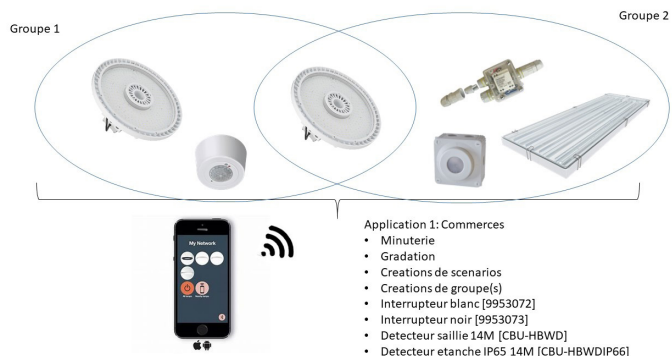 Groupe 1
Groupe 2
My Network
Application 1: Commerces
• Minuterie
• Gradation
• Creations de scenarios
• Creations de groupe(s)
• Interrupteur blanc [9953072]
• Interrupteur noir [9953073]
• Detecteur saillie 14M [CBU-HBWD]
• Detecteur etanche IP65 14M [CBU-HBWDIP66]